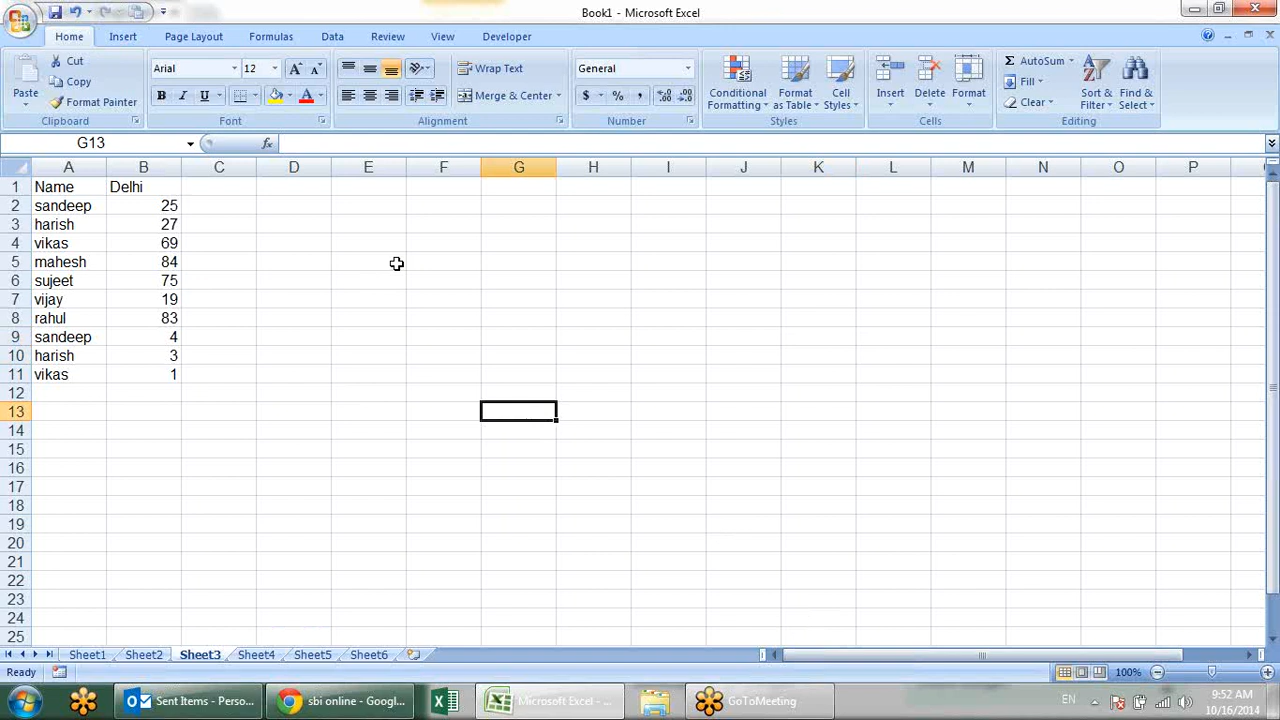 Book1 - Microsoft Excel
Home Insert Page Layout Formulas Data Review View Developer
Paste Cut Copy Format Painter Clipboard
Arial 12 A A B I U A Font
Wrap Text Merge & Center Alignment
General $ % , Number
Conditional Formatting Format as Table Cell Styles Styles
Insert Delete Format Cells
Σ AutoSum Fill Clear Sort & Filter Find & Select Editing
G13 fx
A B C D E F G H I J K L M N O P
1 Name Delhi
2 sandeep 25
3 harish 27
4 vikas 69
5 mahesh 84
6 sujeet 75
7 vijay 19
8 rahul 83
9 sandeep 4
10 harish 3
11 vikas 1
12
13
14
15
16
17
18
19
20
21
22
23
24
25
Sheet1 Sheet2 Sheet3 Sheet4 Sheet5 Sheet6
Ready 100%
Sent Items - Perso... sbi online - Googl... Microsoft Excel - ... GoToMeeting EN 9:52 AM
10/16/2014